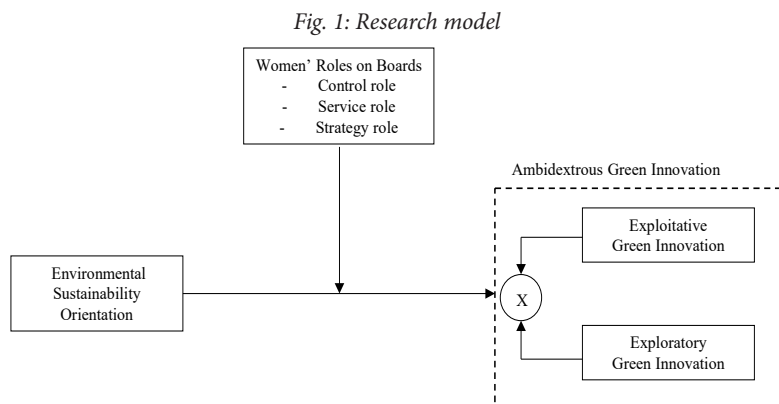 Fig. 1: Research model
Women’ Roles on Boards
- Control role
- Service role
- Strategy role
Ambidextrous Green Innovation
Exploitative
Green Innovation
Environmental
Sustainability
Orientation
X
Exploratory
Green Innovation